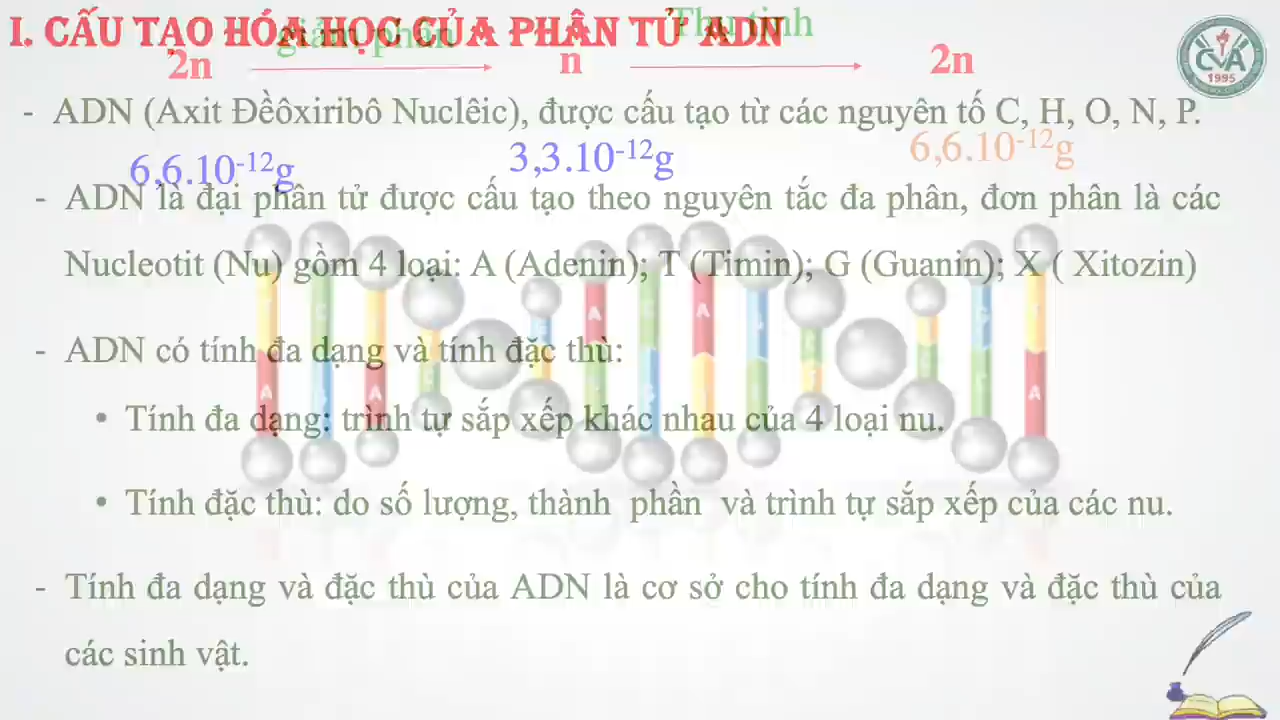 I. CẤU TẠO HÓA HỌC CỦA PHÂN TỬ ADN
giảm phân
Thụ tinh
2n
n
2n
- ADN (Axit Đềôxiribô Nuclêic), được cấu tạo từ các nguyên tố C, H, O, N, P.
6,6.10-12g
3,3.10-12g
6,6.10-12g
- ADN là đại phân tử được cấu tạo theo nguyên tắc đa phân, đơn phân là các
Nucleotit (Nu) gồm 4 loại: A (Adenin); T (Timin); G (Guanin); X ( Xitozin)
- ADN có tính đa dạng và tính đặc thù:
• Tính đa dạng: trình tự sắp xếp khác nhau của 4 loại nu.
• Tính đặc thù: do số lượng, thành phần và trình tự sắp xếp của các nu.
- Tính đa dạng và đặc thù của ADN là cơ sở cho tính đa dạng và đặc thù của
các sinh vật.
CVA
1995